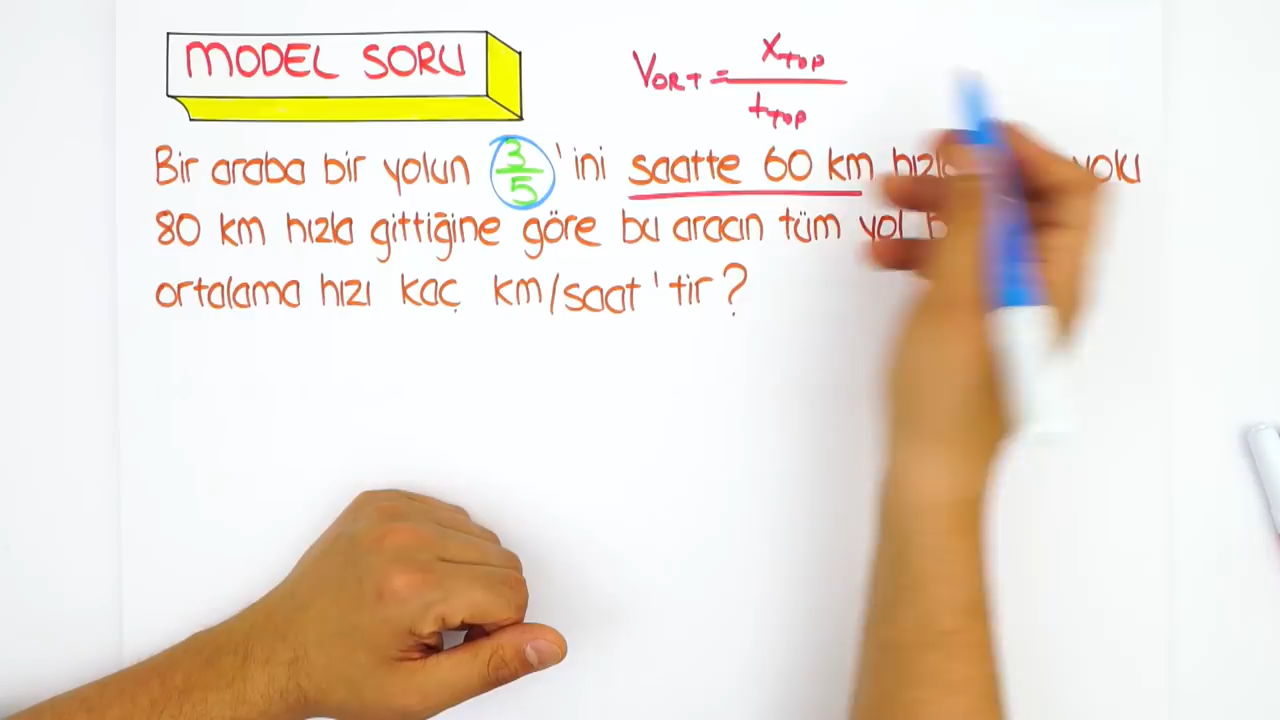 MODEL SORU
VORT = xTOP / tTOP
Bir araba bir yolun 3/5 'ini saatte 60 km yolu
80 km hızla gittiğine göre bu aracın tüm yol
ortalama hızı kaç km/saat'tir?